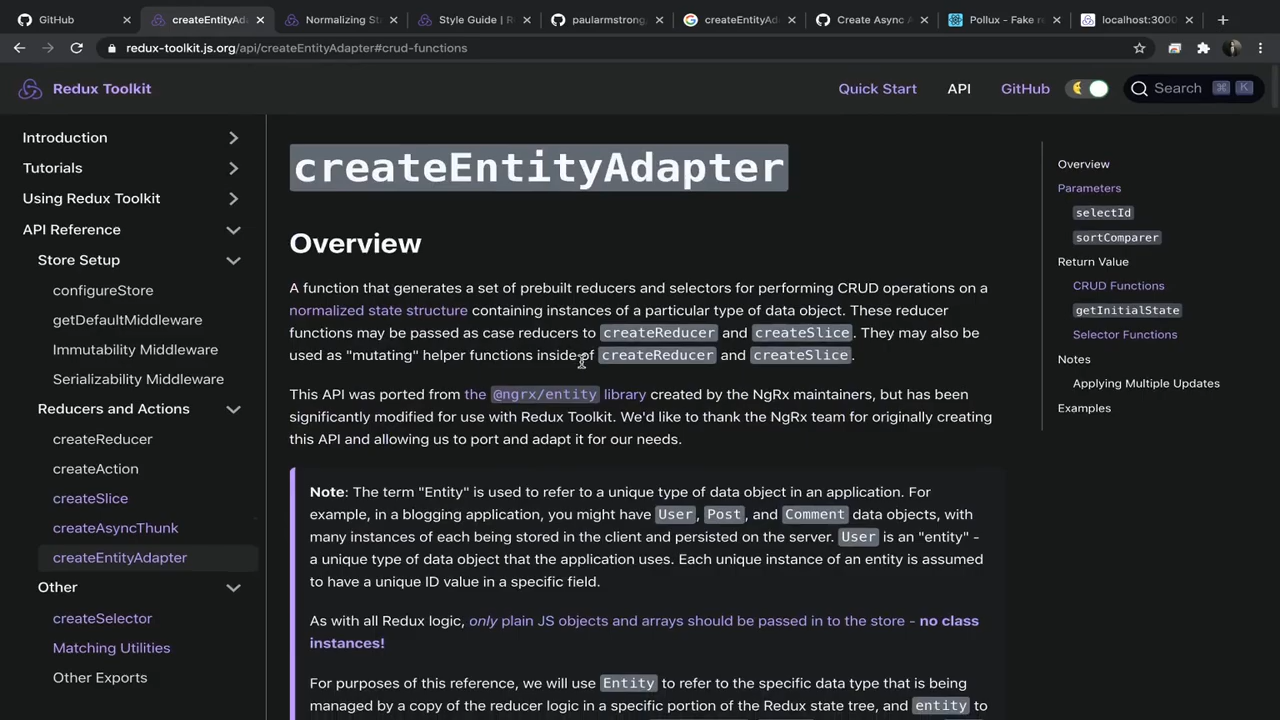 GitHub
createEntityAda
Normalizing St
Style Guide | Re
paularmstrong,
createEntityAd
Create Async A
Pollux - Fake re
localhost:3000
redux-toolkit.js.org/api/createEntityAdapter#crud-functions
Redux Toolkit
Quick Start
API
GitHub
Search ⌘ K
Introduction
Tutorials
Using Redux Toolkit
API Reference
Store Setup
configureStore
getDefaultMiddleware
Immutability Middleware
Serializability Middleware
Reducers and Actions
createReducer
createAction
createSlice
createAsyncThunk
createEntityAdapter
Other
createSelector
Matching Utilities
Other Exports
createEntityAdapter
Overview
A function that generates a set of prebuilt reducers and selectors for performing CRUD operations on a
normalized state structure containing instances of a particular type of data object. These reducer
functions may be passed as case reducers to createReducer and createSlice. They may also be
used as "mutating" helper functions inside of createReducer and createSlice.
This API was ported from the @ngrx/entity library created by the NgRx maintainers, but has been
significantly modified for use with Redux Toolkit. We'd like to thank the NgRx team for originally creating
this API and allowing us to port and adapt it for our needs.
Note: The term "Entity" is used to refer to a unique type of data object in an application. For
example, in a blogging application, you might have User, Post, and Comment data objects, with
many instances of each being stored in the client and persisted on the server. User is an "entity" -
a unique type of data object that the application uses. Each unique instance of an entity is assumed
to have a unique ID value in a specific field.
As with all Redux logic, only plain JS objects and arrays should be passed in to the store - no class
instances!
For purposes of this reference, we will use Entity to refer to the specific data type that is being
managed by a copy of the reducer logic in a specific portion of the Redux state tree, and entity to
Overview
Parameters
selectId
sortComparer
Return Value
CRUD Functions
getInitialState
Selector Functions
Notes
Applying Multiple Updates
Examples